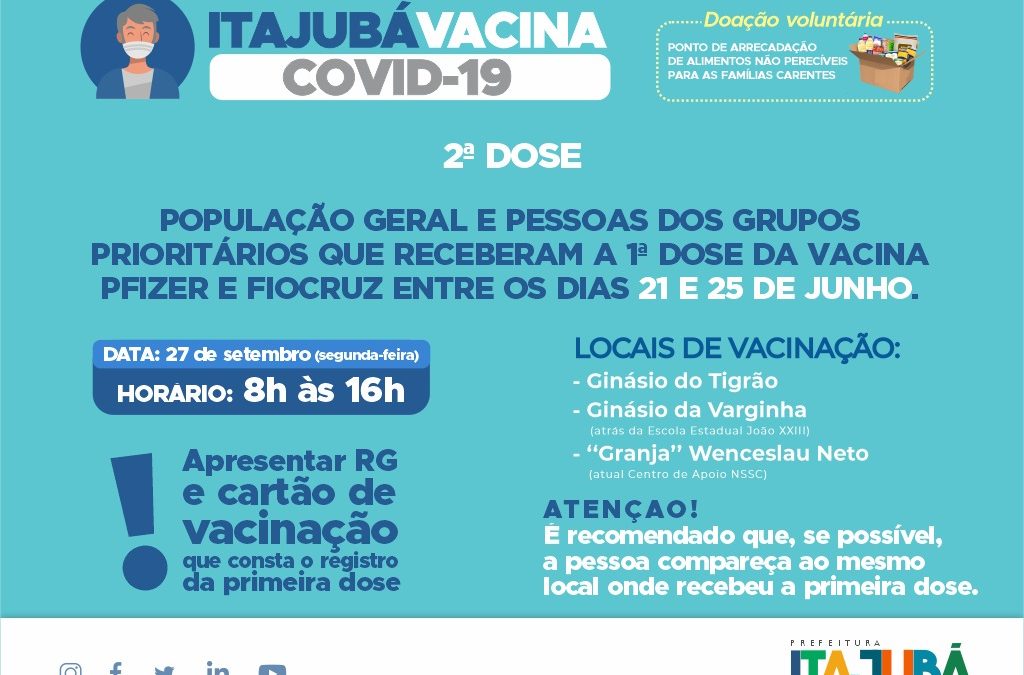 ITAJUBÁVACINA
COVID-19
Doação voluntária
PONTO DE ARRECADAÇÃO
DE ALIMENTOS NÃO PERECÍVEIS
PARA AS FAMÍLIAS CARENTES
2ª DOSE
POPULAÇÃO GERAL E PESSOAS DOS GRUPOS
PRIORITÁRIOS QUE RECEBERAM A 1ª DOSE DA VACINA
PFIZER E FIOCRUZ ENTRE OS DIAS 21 E 25 DE JUNHO.
DATA: 27 de setembro (segunda-feira)
HORÁRIO: 8h às 16h
! Apresentar RG
e cartão de
vacinação
que consta o registro
da primeira dose
LOCAIS DE VACINAÇÃO:
- Ginásio do Tigrão
- Ginásio da Varginha
(atrás da Escola Estadual João XXIII)
- “Granja” Wenceslau Neto
(atual Centro de Apoio NSSC)
ATENÇAO!
É recomendado que, se possível,
a pessoa compareça ao mesmo
local onde recebeu a primeira dose.
PREFEITURA
ITAJUBÁ